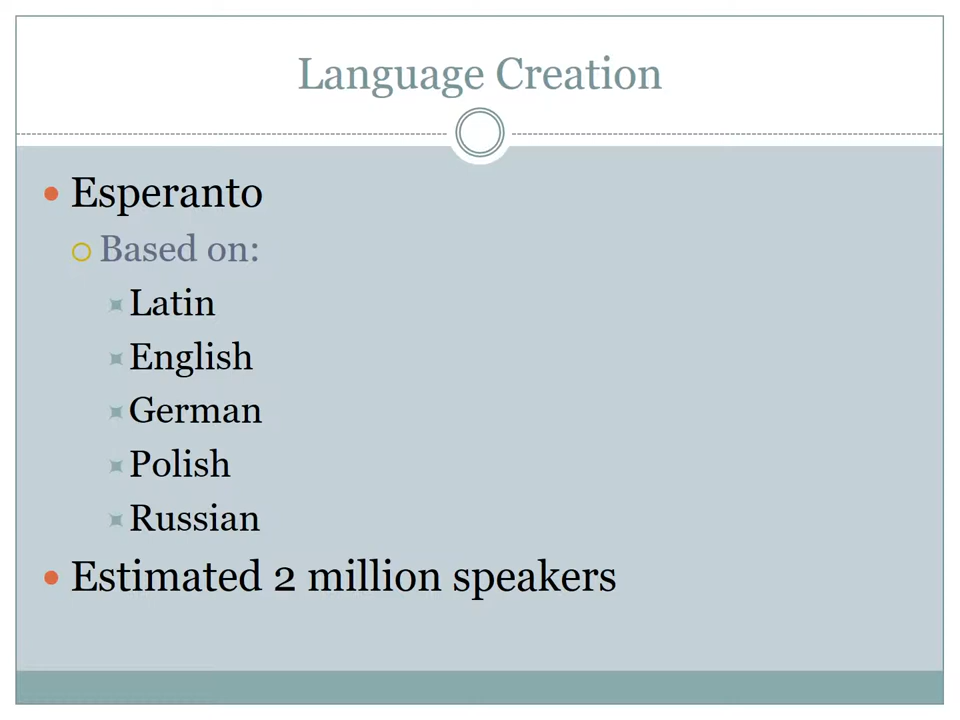 Language Creation
Esperanto
Based on:
Latin
English
German
Polish
Russian
Estimated 2 million speakers